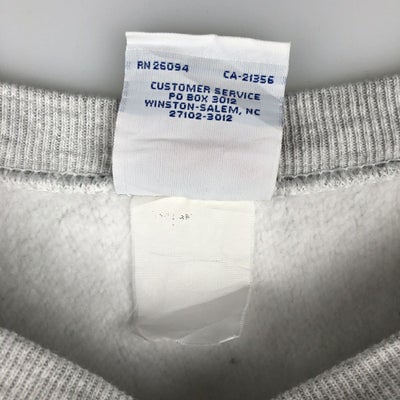 RN 26094 CA-21356
CUSTOMER SERVICE
PO BOX 3012
WINSTON-SALEM, NC
27102-3012